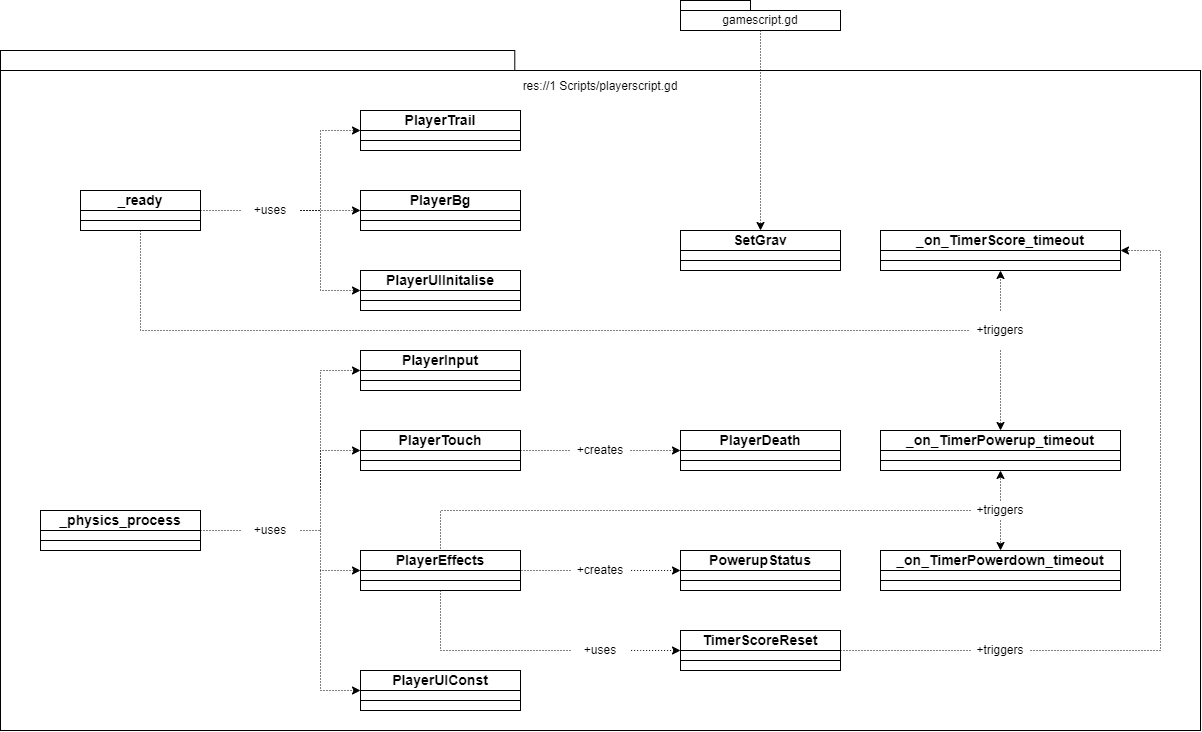 gamescript.gd
res://1 Scripts/playerscript.gd
PlayerTrail
_ready
+uses
PlayerBg
PlayerUIInitalise
SetGrav
_on_TimerScore_timeout
+triggers
PlayerInput
PlayerTouch
+creates
PlayerDeath
_on_TimerPowerup_timeout
_physics_process
+uses
+triggers
PlayerEffects
+creates
PowerupStatus
_on_TimerPowerdown_timeout
+uses
TimerScoreReset
+triggers
PlayerUIConst